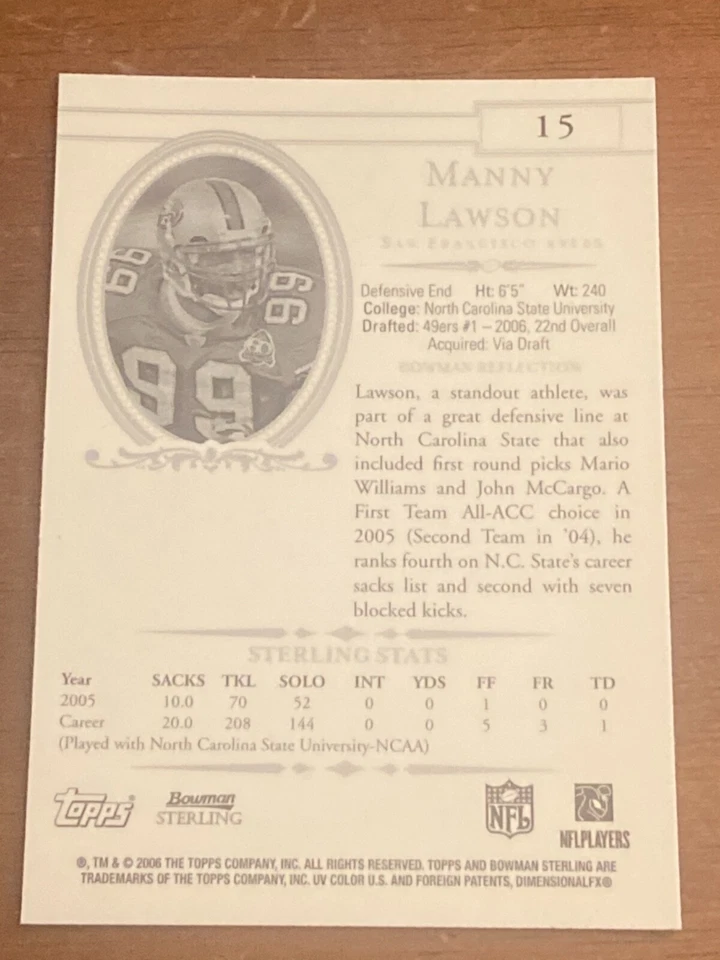 15
MANNY
LAWSON
SAN FRANCISCO 49ERS
Defensive End Ht: 6'5" Wt: 240
College: North Carolina State University
Drafted: 49ers #1 – 2006, 22nd Overall
Acquired: Via Draft
BOWMAN REFLECTION
Lawson, a standout athlete, was
part of a great defensive line at
North Carolina State that also
included first round picks Mario
Williams and John McCargo. A
First Team All-ACC choice in
2005 (Second Team in '04), he
ranks fourth on N.C. State's career
sacks list and second with seven
blocked kicks.
99
99
99
STERLING STATS
Year SACKS TKL SOLO INT YDS FF FR TD
2005 10.0 70 52 0 0 1 0 0
Career 20.0 208 144 0 0 5 3 1
(Played with North Carolina State University-NCAA)
Topps
Bowman
STERLING
NFL
NFLPLAYERS
®, TM & © 2006 THE TOPPS COMPANY, INC. ALL RIGHTS RESERVED. TOPPS AND BOWMAN STERLING ARE
TRADEMARKS OF THE TOPPS COMPANY, INC. UV COLOR U.S. AND FOREIGN PATENTS, DIMENSIONALFX®